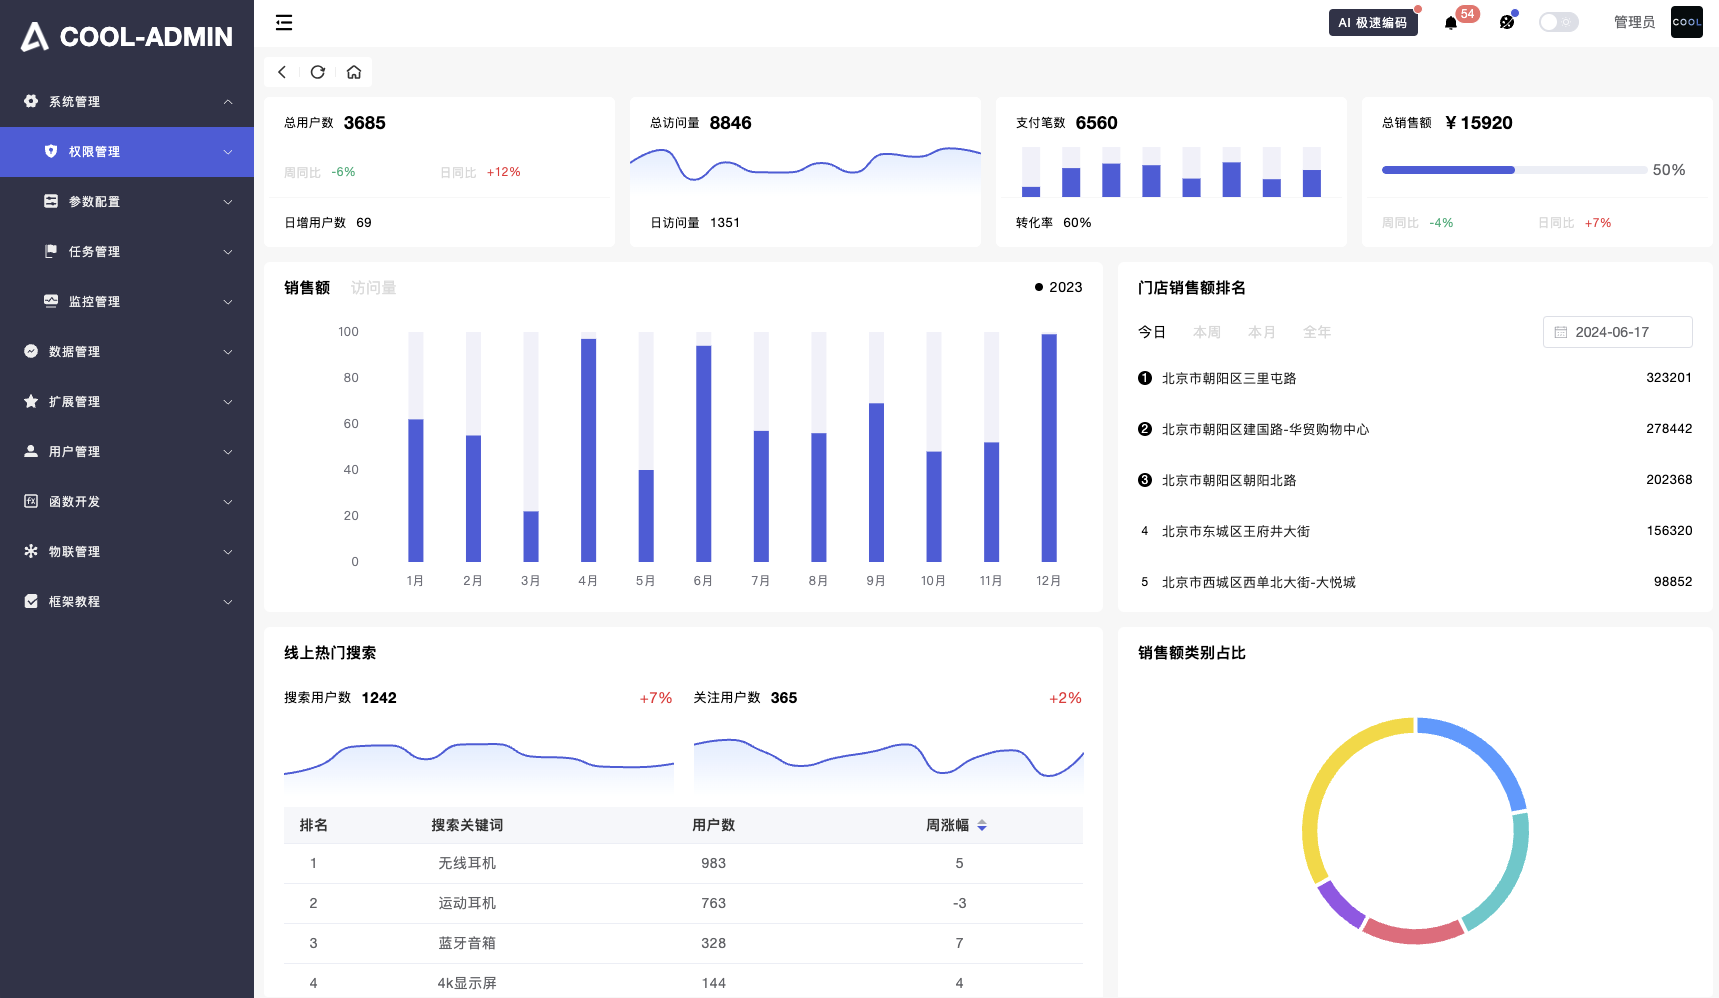 COOL-ADMIN
系统管理
权限管理
参数配置
任务管理
监控管理
数据管理
扩展管理
用户管理
函数开发
物联管理
框架教程
AI 极速编码
54
管理员
COOL
总用户数 3685
周同比 -6% 日同比 +12%
日增用户数 69
总访问量 8846
日访问量 1351
支付笔数 6560
转化率 60%
总销售额 ¥ 15920
50%
周同比 -4% 日同比 +7%
销售额 访问量
2023
100
80
60
40
20
0
1月 2月 3月 4月 5月 6月 7月 8月 9月 10月 11月 12月
门店销售额排名
今日 本周 本月 全年 2024-06-17
1 北京市朝阳区三里屯路 323201
2 北京市朝阳区建国路-华贸购物中心 278442
3 北京市朝阳区朝阳北路 202368
4 北京市东城区王府井大街 156320
5 北京市西城区西单北大街-大悦城 98852
线上热门搜索
搜索用户数 1242 +7% 关注用户数 365 +2%
排名 搜索关键词 用户数 周涨幅
1 无线耳机 983 5
2 运动耳机 763 -3
3 蓝牙音箱 328 7
4 4k显示屏 144 4
销售额类别占比